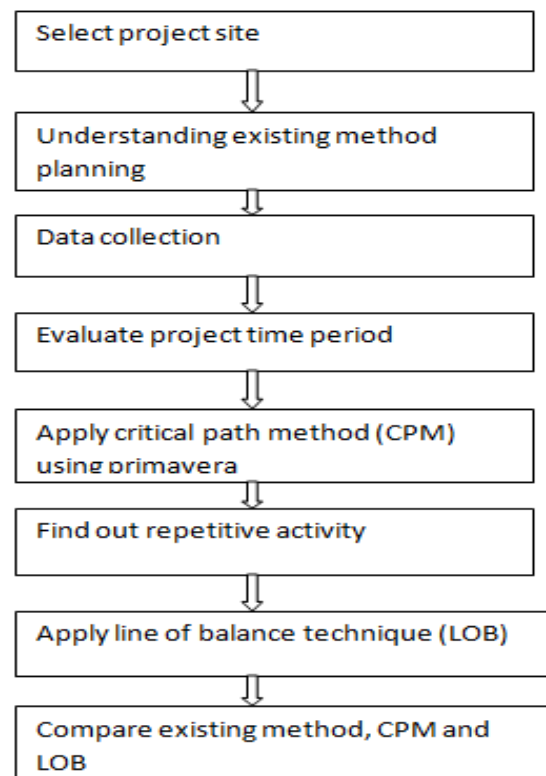 Select project site
Understanding existing method
planning
Data collection
Evaluate project time period
Apply critical path method (CPM)
using primavera
Find out repetitive activity
Apply line of balance technique (LOB)
Compare existing method, CPM and
LOB